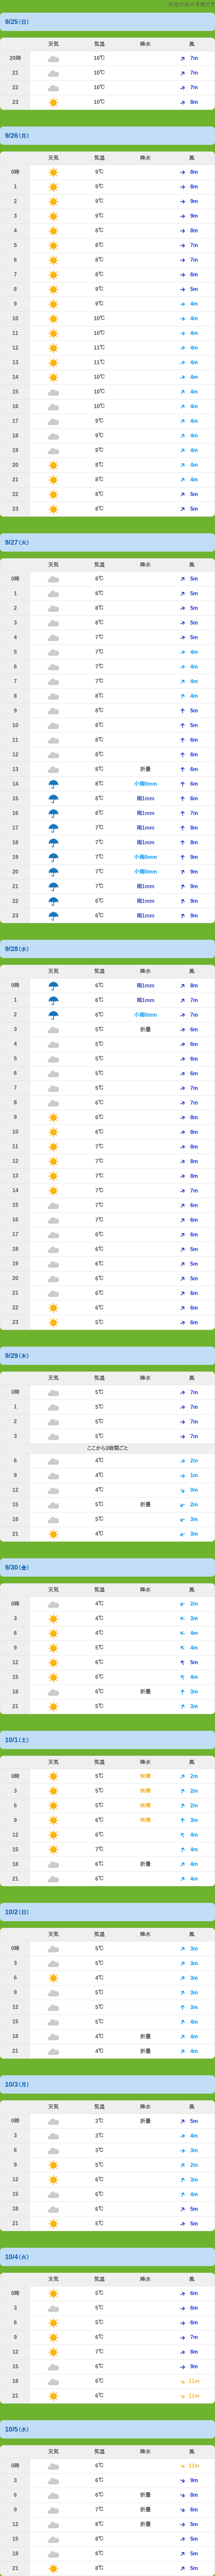 9/25(日)
天気 気温 降水 風
20時 10℃ 7m
21 10℃ 7m
22 10℃ 7m
23 10℃ 8m
9/26(月)
天気 気温 降水 風
0時 9℃ 8m
1 9℃ 8m
2 9℃ 9m
3 9℃ 9m
4 8℃ 8m
5 8℃ 7m
6 8℃ 7m
7 8℃ 6m
8 9℃ 5m
9 9℃ 4m
10 10℃ 4m
11 10℃ 4m
12 11℃ 4m
13 11℃ 4m
14 10℃ 4m
15 10℃ 4m
16 10℃ 4m
17 9℃ 4m
18 9℃ 4m
19 9℃ 4m
20 8℃ 4m
21 8℃ 4m
22 8℃ 5m
23 8℃ 5m
9/27(火)
天気 気温 降水 風
0時 8℃ 5m
1 8℃ 5m
2 8℃ 5m
3 8℃ 5m
4 7℃ 5m
5 7℃ 4m
6 7℃ 4m
7 7℃ 4m
8 8℃ 4m
9 8℃ 5m
10 8℃ 5m
11 8℃ 6m
12 8℃ 6m
13 8℃ 折曇 6m
14 8℃ 小雨0mm 6m
15 8℃ 雨1mm 6m
16 8℃ 雨1mm 7m
17 7℃ 雨1mm 8m
18 7℃ 雨1mm 8m
19 7℃ 小雨0mm 9m
20 7℃ 小雨0mm 9m
21 7℃ 雨1mm 9m
22 6℃ 雨1mm 9m
23 6℃ 雨1mm 9m
9/28(水)
天気 気温 降水 風
0時 6℃ 雨1mm 8m
1 6℃ 雨1mm 7m
2 6℃ 小雨0mm 7m
3 5℃ 折曇 6m
4 5℃ 6m
5 5℃ 6m
6 5℃ 6m
7 5℃ 7m
8 6℃ 7m
9 6℃ 8m
10 6℃ 8m
11 7℃ 8m
12 7℃ 8m
13 7℃ 8m
14 7℃ 7m
15 7℃ 6m
16 7℃ 6m
17 6℃ 6m
18 6℃ 5m
19 6℃ 5m
20 6℃ 5m
21 6℃ 6m
22 6℃ 6m
23 6℃ 6m
9/29(木)
天気 気温 降水 風
0時 5℃ 7m
1 5℃ 7m
2 5℃ 7m
3 5℃ 7m
ここから3時間ごと
6 4℃ 2m
9 4℃ 1m
12 4℃ 0m
15 5℃ 折曇 2m
18 5℃ 3m
21 4℃ 3m
9/30(金)
天気 気温 降水 風
0時 4℃ 2m
3 4℃ 3m
6 4℃ 4m
9 5℃ 4m
12 6℃ 5m
15 6℃ 4m
18 6℃ 折曇 3m
21 5℃ 3m
10/1(土)
天気 気温 降水 風
0時 5℃ 快晴 2m
3 5℃ 快晴 2m
6 5℃ 快晴 2m
9 6℃ 快晴 3m
12 6℃ 4m
15 7℃ 4m
18 6℃ 折曇 4m
21 6℃ 4m
10/2(日)
天気 気温 降水 風
0時 5℃ 3m
3 5℃ 3m
6 4℃ 3m
9 5℃ 3m
12 5℃ 3m
15 5℃ 4m
18 4℃ 折曇 4m
21 4℃ 折曇 4m
10/3(月)
天気 気温 降水 風
0時 3℃ 折曇 5m
3 3℃ 4m
6 3℃ 3m
9 5℃ 2m
12 6℃ 3m
15 6℃ 4m
18 6℃ 5m
21 5℃ 5m
10/4(火)
天気 気温 降水 風
0時 5℃ 6m
3 5℃ 6m
6 5℃ 6m
9 6℃ 7m
12 7℃ 8m
15 6℃ 9m
18 6℃ 11m
21 6℃ 11m
10/5(水)
天気 気温 降水 風
0時 6℃ 11m
3 6℃ 9m
6 6℃ 折曇 8m
9 7℃ 折曇 6m
12 8℃ 折曇 5m
15 8℃ 5m
18 8℃ 5m
21 8℃ 5m